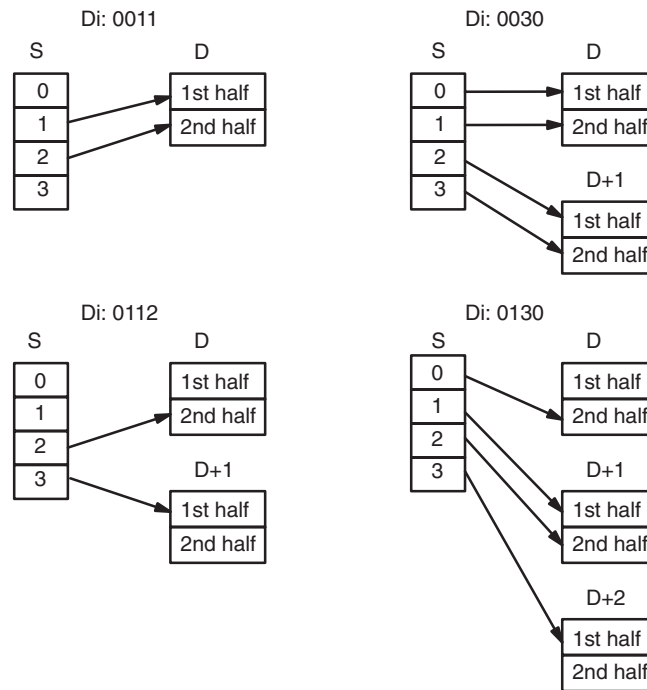 Di: 0011
S
D
0
1
2
3
1st half
2nd half
Di: 0030
S
D
0
1
2
3
1st half
2nd half
D+1
1st half
2nd half
Di: 0112
S
D
0
1
2
3
1st half
2nd half
D+1
1st half
2nd half
Di: 0130
S
D
0
1
2
3
1st half
2nd half
D+1
1st half
2nd half
D+2
1st half
2nd half